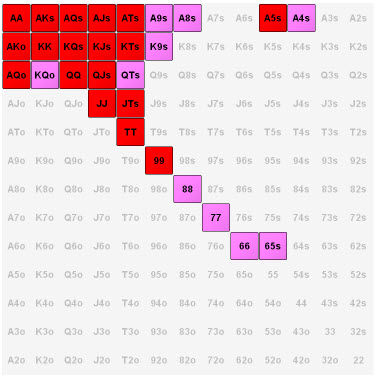 AA AKs AQs AJs ATs A9s A8s A7s A6s A5s A4s A3s A2s
AKo KK KQs KJs KTs K9s K8s K7s K6s K5s K4s K3s K2s
AQo KQo QQ QJs QTs Q9s Q8s Q7s Q6s Q5s Q4s Q3s Q2s
AJo KJo QJo JJ JTs J9s J8s J7s J6s J5s J4s J3s J2s
ATo KTo QTo JTo TT T9s T8s T7s T6s T5s T4s T3s T2s
A9o K9o Q9o J9o T9o 99 98s 97s 96s 95s 94s 93s 92s
A8o K8o Q8o J8o T8o 98o 88 87s 86s 85s 84s 83s 82s
A7o K7o Q7o J7o T7o 97o 87o 77 76s 75s 74s 73s 72s
A6o K6o Q6o J6o T6o 96o 86o 76o 66 65s 64s 63s 62s
A5o K5o Q5o J5o T5o 95o 85o 75o 65o 55 54s 53s 52s
A4o K4o Q4o J4o T4o 94o 84o 74o 64o 54o 44 43s 42s
A3o K3o Q3o J3o T3o 93o 83o 73o 63o 53o 43o 33 32s
A2o K2o Q2o J2o T2o 92o 82o 72o 62o 52o 42o 32o 22